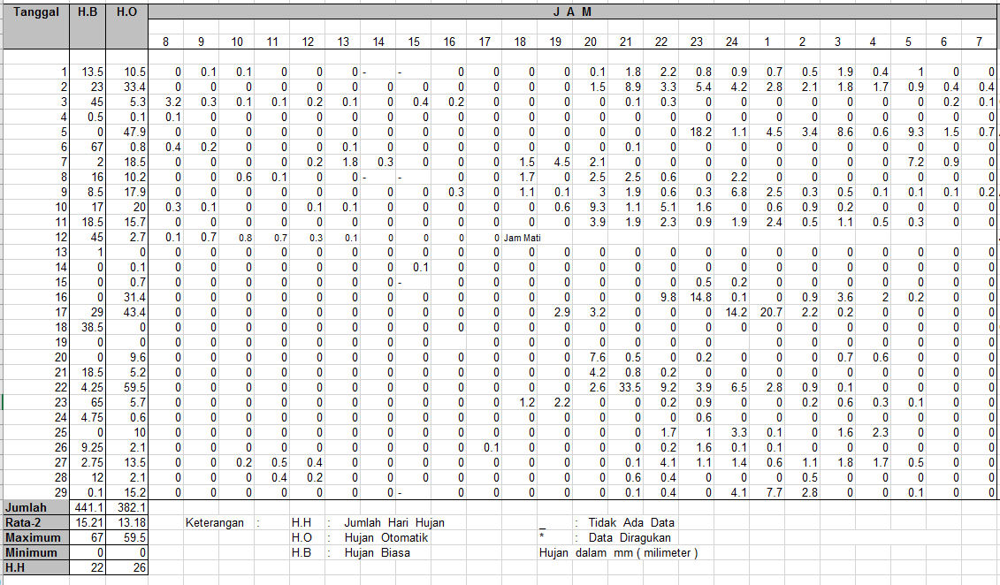 Tanggal H.B H.O J A M
8 9 10 11 12 13 14 15 16 17 18 19 20 21 22 23 24 1 2 3 4 5 6 7
1 13.5 10.5 0 0.1 0.1 0 0 0 - - 0 0 0 0 0.1 1.8 2.2 0.8 0.9 0.7 0.5 1.9 0.4 1 0 0
2 23 33.4 0 0 0 0 0 0 0 0 0 0 0 0 1.5 8.9 3.3 5.4 4.2 2.8 2.1 1.8 1.7 0.9 0.4 0.4
3 45 5.3 3.2 0.3 0.1 0.1 0.2 0.1 0 0.4 0.2 0 0 0 0 0.1 0.3 0 0 0 0 0 0 0 0.2 0.1
4 0.5 0.1 0.1 0 0 0 0 0 0 0 0 0 0 0 0 0 0 0 0 0 0 0 0 0 0 0
5 0 47.9 0 0 0 0 0 0 0 0 0 0 0 0 0 0 0 18.2 1.1 4.5 3.4 8.6 0.6 9.3 1.5 0.7
6 67 0.8 0.4 0.2 0 0 0 0.1 0 0 0 0 0 0 0 0.1 0 0 0 0 0 0 0 0 0 0
7 2 18.5 0 0 0 0 0.2 1.8 0.3 0 0 0 1.5 4.5 2.1 0 0 0 0 0 0 0 0 7.2 0.9 0
8 16 10.2 0 0 0.6 0.1 0 0 - - 0 0 1.7 0 2.5 2.5 0.6 0 2.2 0 0 0 0 0 0 0
9 8.5 17.9 0 0 0 0 0 0 0 0 0.3 0 1.1 0.1 3 1.9 0.6 0.3 6.8 2.5 0.3 0.5 0.1 0.1 0.1 0.2
10 17 20 0.3 0.1 0 0 0.1 0.1 0 0 0 0 0 0.6 9.3 1.1 5.1 1.6 0 0.6 0.9 0.2 0 0 0 0
11 18.5 15.7 0 0 0 0 0 0 0 0 0 0 0 0 3.9 1.9 2.3 0.9 1.9 2.4 0.5 1.1 0.5 0.3 0 0
12 45 2.7 0.1 0.7 0.8 0.7 0.3 0.1 0 0 0 0 Jam Mati
13 1 0 0 0 0 0 0 0 0 0 0 0 0 0 0 0 0 0 0 0 0 0 0 0 0 0
14 0 0.1 0 0 0 0 0 0 0 0.1 0 0 0 0 0 0 0 0 0 0 0 0 0 0 0 0
15 0 0.7 0 0 0 0 0 0 0 - 0 0 0 0 0 0 0 0.5 0.2 0 0 0 0 0 0 0
16 0 31.4 0 0 0 0 0 0 0 0 0 0 0 0 0 0 9.8 14.8 0.1 0 0.9 3.6 2 0.2 0 0
17 29 43.4 0 0 0 0 0 0 0 0 0 0 0 2.9 3.2 0 0 0 14.2 20.7 2.2 0.2 0 0 0 0
18 38.5 0 0 0 0 0 0 0 0 0 0 0 0 0 0 0 0 0 0 0 0 0 0 0 0 0
19 0 0 0 0 0 0 0 0 0 0 0 0 0 0 0 0 0 0 0 0 0 0 0 0 0
20 0 9.6 0 0 0 0 0 0 0 0 0 0 0 0 7.6 0.5 0 0.2 0 0 0 0.7 0.6 0 0 0
21 18.5 5.2 0 0 0 0 0 0 0 0 0 0 0 0 4.2 0.8 0.2 0 0 0 0 0 0 0 0 0
22 4.25 59.5 0 0 0 0 0 0 0 0 0 0 0 0 2.6 33.5 9.2 3.9 6.5 2.8 0.9 0.1 0 0 0 0
23 65 5.7 0 0 0 0 0 0 0 0 0 0 1.2 2.2 0 0 0.2 0.9 0 0 0.2 0.6 0.3 0.1 0 0
24 4.75 0.6 0 0 0 0 0 0 0 0 0 0 0 0 0 0 0 0.6 0 0 0 0 0 0 0 0
25 0 10 0 0 0 0 0 0 0 0 0 0 0 0 0 0 1.7 1 3.3 0.1 0 1.6 2.3 0 0 0
26 9.25 2.1 0 0 0 0 0 0 0 0 0 0.1 0 0 0 0 0.2 1.6 0.1 0.1 0 0 0 0 0 0
27 2.75 13.5 0 0 0.2 0.5 0.4 0 0 0 0 0 0 0 0 0.1 4.1 1.1 1.4 0.6 1.1 1.8 1.7 0.5 0 0
28 12 2.1 0 0 0 0.4 0.2 0 0 0 0 0 0 0 0 0.6 0.4 0 0 0 0.5 0 0 0 0 0
29 0.1 15.2 0 0 0 0 0 0 0 - 0 0 0 0 0 0.1 0.4 0 4.1 7.7 2.8 0 0 0.1 0 0
Jumlah 441.1 382.1
Rata-2 15.21 13.18 Keterangan : H.H : Jumlah Hari Hujan _ : Tidak Ada Data
Maximum 67 59.5 H.O : Hujan Otomatik * : Data Diragukan
Minimum 0 0 H.B : Hujan Biasa Hujan dalam mm ( milimeter )
H.H 22 26